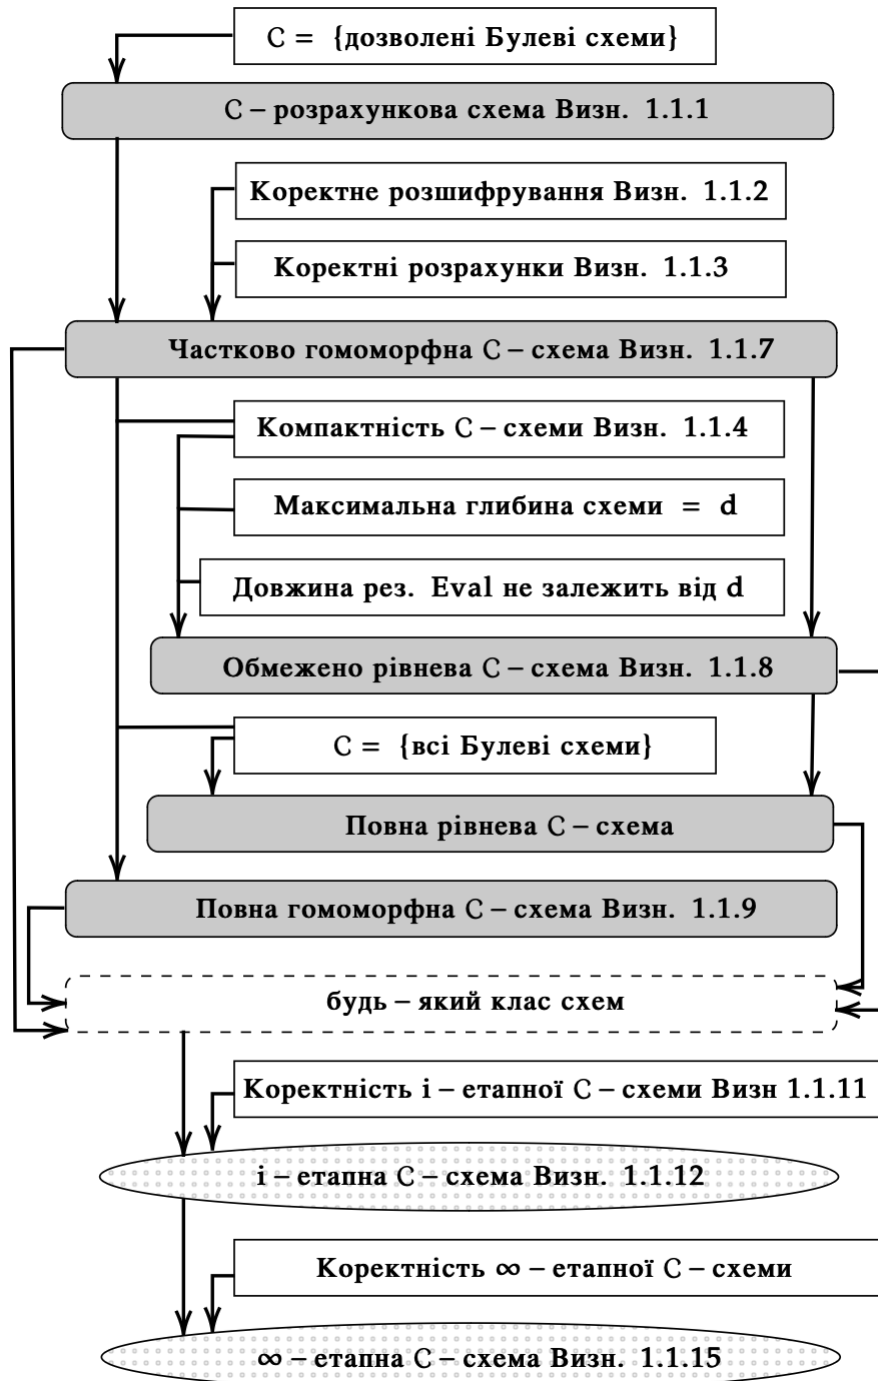 C = {дозволені Булеві схеми}
C – розрахункова схема Визн. 1.1.1
Коректне розшифрування Визн. 1.1.2
Коректні розрахунки Визн. 1.1.3
Частково гомоморфна C – схема Визн. 1.1.7
Компактність C – схеми Визн. 1.1.4
Максимальна глибина схеми = d
Довжина рез. Eval не залежить від d
Обмежено рівнева C – схема Визн. 1.1.8
C = {всі Булеві схеми}
Повна рівнева C – схема
Повна гомоморфна C – схема Визн. 1.1.9
будь – який клас схем
Коректність i – етапної C – схеми Визн 1.1.11
i – етапна C – схема Визн. 1.1.12
Коректність ∞ – етапної C – схеми
∞ – етапна C – схема Визн. 1.1.15